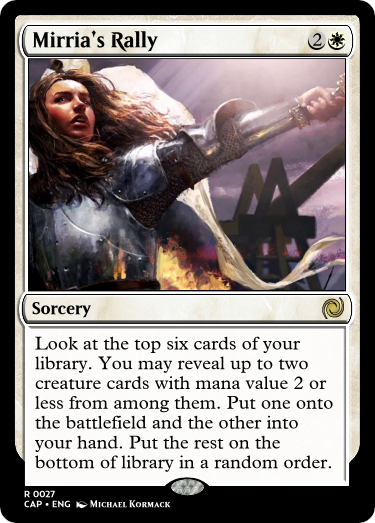 Mirria's Rally 2
Sorcery
Look at the top six cards of your
library. You may reveal up to two
creature cards with mana value 2 or
less from among them. Put one onto
the battlefield and the other into
your hand. Put the rest on the
bottom of library in a random order.
R 0027
CAP • ENG Michael Kormack